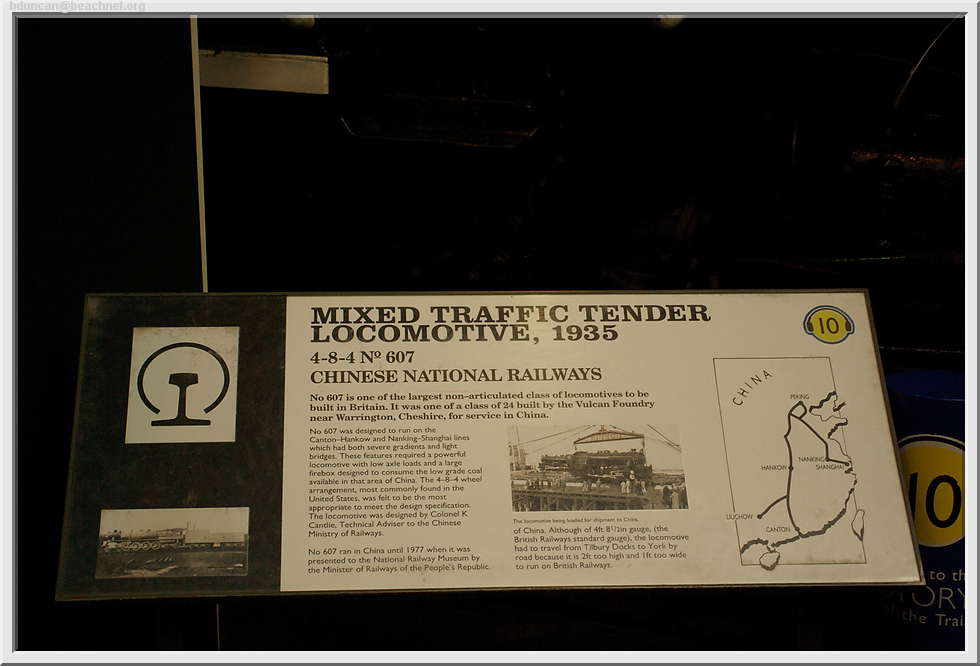 bduncan@beachnet.org
MIXED TRAFFIC TENDER
LOCOMOTIVE, 1935
4-8-4 Nº 607
CHINESE NATIONAL RAILWAYS
No 607 is one of the largest non-articulated class of locomotives to be
built in Britain. It was one of a class of 24 built by the Vulcan Foundry
near Warrington, Cheshire, for service in China.
No 607 was designed to run on the
Canton-Hankow and Nanking-Shanghai lines
which had both severe gradients and light
bridges. These features required a powerful
locomotive with low axle loads and a large
firebox designed to consume the low grade coal
available in that area of China. The 4-8-4 wheel
arrangement, most commonly found in the
United States, was felt to be the most
appropriate to meet the design specification.
The locomotive was designed by Colonel K
Cantlie, Technical Adviser to the Chinese
Ministry of Railways.
No 607 ran in China until 1977 when it was
presented to the National Railway Museum by
the Minister of Railways of the People's Republic
The locomotive being loaded for shipment to China.
of China. Although of 4ft 8 1/2in gauge, (the
British Railways standard gauge), the locomotive
had to travel from Tilbury Docks to York by
road because it is 2ft too high and 1ft too wide
to run on British Railways.
10
CHINA
PEKING
NANKING
SHANGHAI
HANKOW
LIUCHOW
CANTON
10
to the
TORY
the Trai